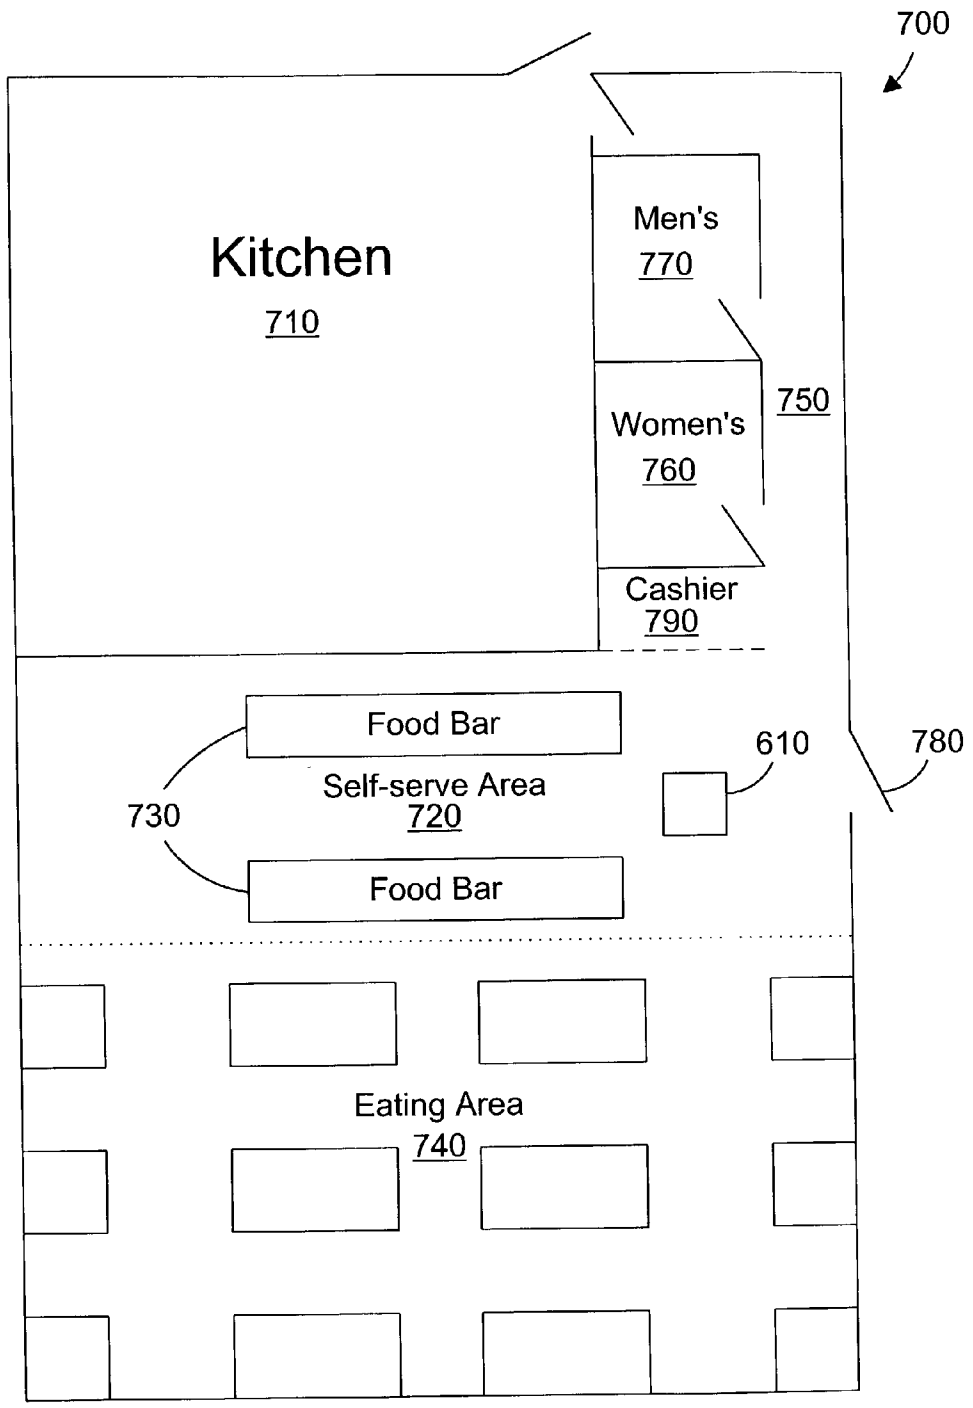 700
Men's
770
Kitchen
710
750
Women's
760
Cashier
790
Food Bar
610
780
Self-serve Area
720
730
Food Bar
Eating Area
740